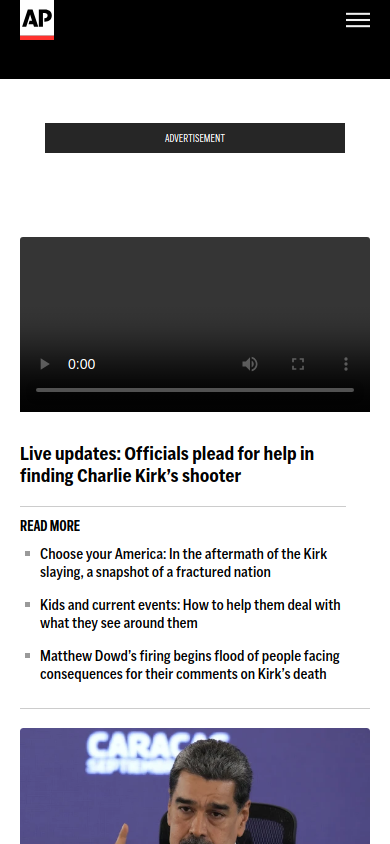 AP
ADVERTISEMENT
0:00
Live updates: Officials plead for help in
finding Charlie Kirk’s shooter
READ MORE
Choose your America: In the aftermath of the Kirk
slaying, a snapshot of a fractured nation
Kids and current events: How to help them deal with
what they see around them
Matthew Dowd’s firing begins flood of people facing
consequences for their comments on Kirk’s death
CARACAS